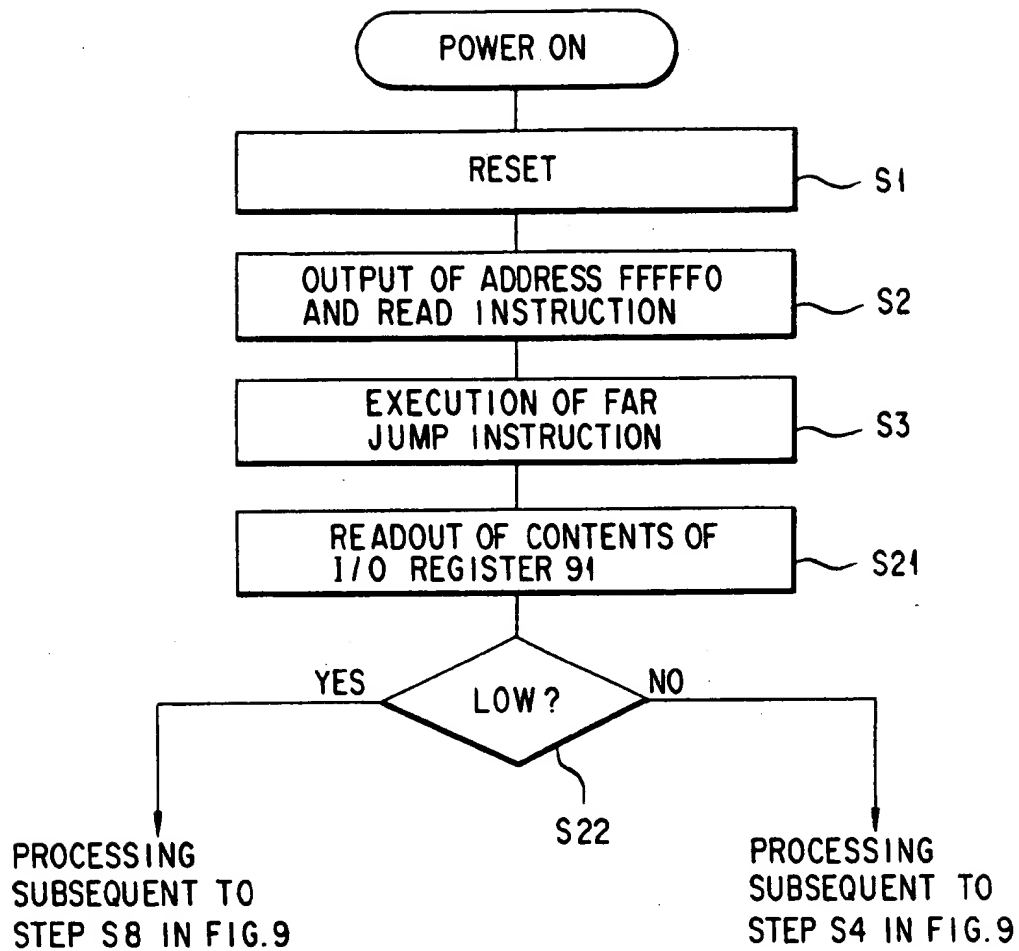 POWER ON
RESET
S1
OUTPUT OF ADDRESS FFFFF0
AND READ INSTRUCTION
S2
EXECUTION OF FAR
JUMP INSTRUCTION
S3
READOUT OF CONTENTS OF
I/O REGISTER 91
S21
YES
LOW?
NO
S22
PROCESSING
SUBSEQUENT TO
STEP S8 IN FIG.9
PROCESSING
SUBSEQUENT TO
STEP S4 IN FIG.9